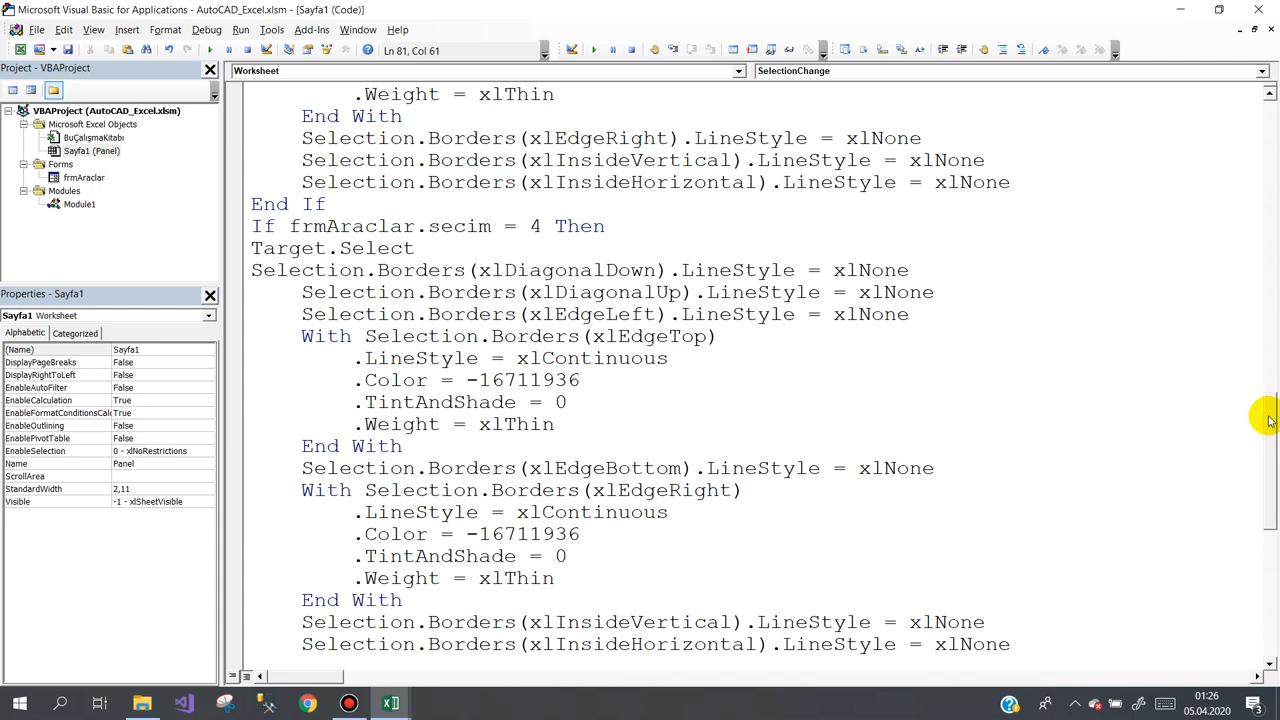 Microsoft Visual Basic for Applications - AutoCAD_Excel.xlsm - [Sayfa1 (Code)]
File Edit View Insert Format Debug Run Tools Add-Ins Window Help
Ln 81, Col 61
Project - VBAProject
VBAProject (AutoCAD_Excel.xlsm)
Microsoft Excel Objects
BuÇalışmaKitabı
Sayfa1 (Panel)
Forms
frmAraclar
Modules
Module1
Properties - Sayfa1
Sayfa1 Worksheet
Alphabetic Categorized
(Name) Sayfa1
DisplayPageBreaks False
DisplayRightToLeft False
EnableAutoFilter False
EnableCalculation True
EnableFormatConditionsCalc True
EnableOutlining False
EnablePivotTable False
EnableSelection 0 - xlNoRestrictions
Name Panel
ScrollArea
StandardWidth 2,11
Visible -1 - xlSheetVisible
Worksheet SelectionChange
.Weight = xlThin
End With
Selection.Borders(xlEdgeRight).LineStyle = xlNone
Selection.Borders(xlInsideVertical).LineStyle = xlNone
Selection.Borders(xlInsideHorizontal).LineStyle = xlNone
End If
If frmAraclar.secim = 4 Then
Target.Select
Selection.Borders(xlDiagonalDown).LineStyle = xlNone
Selection.Borders(xlDiagonalUp).LineStyle = xlNone
Selection.Borders(xlEdgeLeft).LineStyle = xlNone
With Selection.Borders(xlEdgeTop)
.LineStyle = xlContinuous
.Color = -16711936
.TintAndShade = 0
.Weight = xlThin
End With
Selection.Borders(xlEdgeBottom).LineStyle = xlNone
With Selection.Borders(xlEdgeRight)
.LineStyle = xlContinuous
.Color = -16711936
.TintAndShade = 0
.Weight = xlThin
End With
Selection.Borders(xlInsideVertical).LineStyle = xlNone
Selection.Borders(xlInsideHorizontal).LineStyle = xlNone
01:26
05.04.2020
3